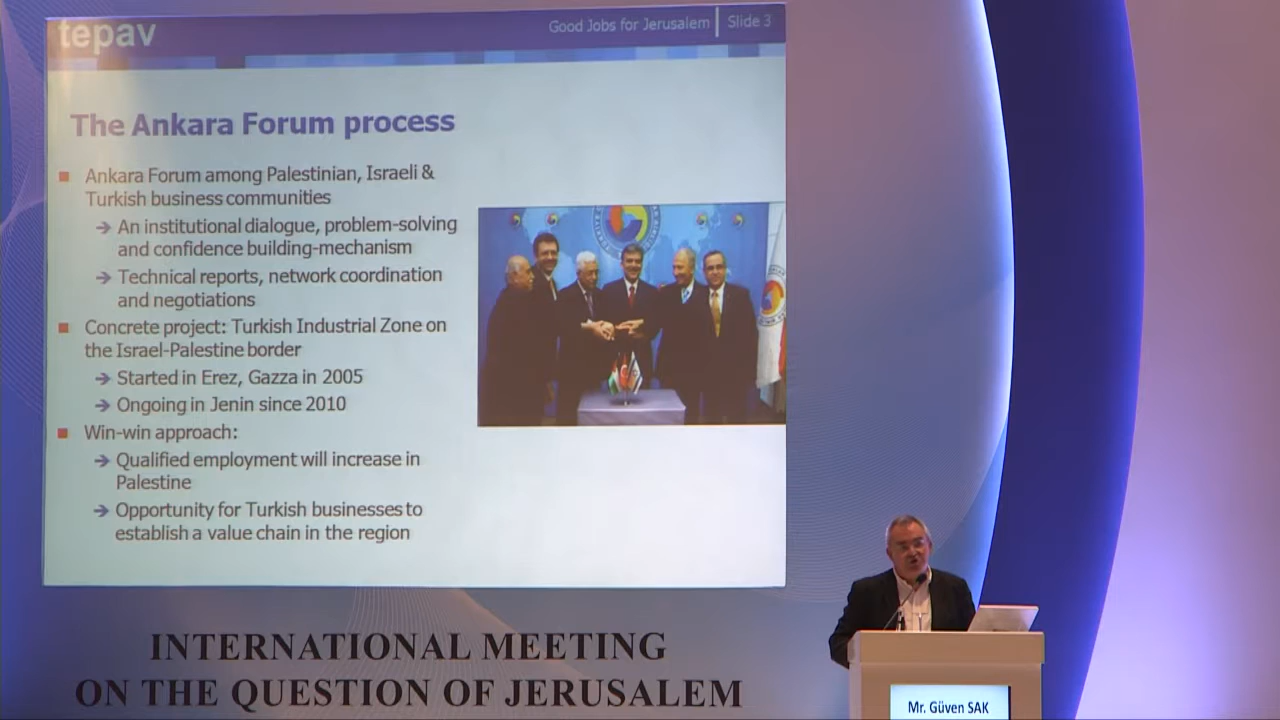 tepav
Good Jobs for Jerusalem | Slide 3
The Ankara Forum process
Ankara Forum among Palestinian, Israeli &
Turkish business communities
An institutional dialogue, problem-solving
and confidence building-mechanism
Technical reports, network coordination
and negotiations
Concrete project: Turkish Industrial Zone on
the Israel-Palestine border
Started in Erez, Gazza in 2005
Ongoing in Jenin since 2010
Win-win approach:
Qualified employment will increase in
Palestine
Opportunity for Turkish businesses to
establish a value chain in the region
INTERNATIONAL MEETING
ON THE QUESTION OF JERUSALEM
Mr. Güven SAK